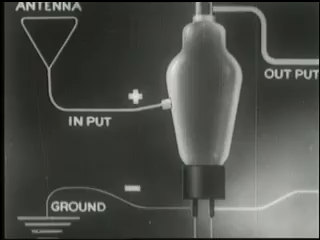 ANTENNA
OUT PUT
+
IN PUT
–
GROUND